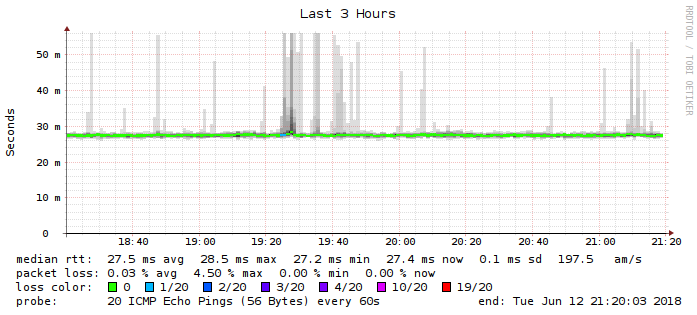 Last 3 Hours
RRDTOOL / TOBI OETIKER
Seconds
50 m
40 m
30 m
20 m
10 m
0
18:40 19:00 19:20 19:40 20:00 20:20 20:40 21:00 21:20
median rtt: 27.5 ms avg 28.5 ms max 27.2 ms min 27.4 ms now 0.1 ms sd 197.5 am/s
packet loss: 0.03 % avg 4.50 % max 0.00 % min 0.00 % now
loss color: 0 1/20 2/20 3/20 4/20 10/20 19/20
probe: 20 ICMP Echo Pings (56 Bytes) every 60s end: Tue Jun 12 21:20:03 2018